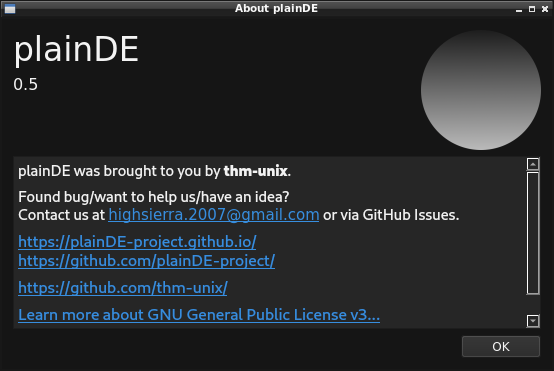 About plainDE
plainDE
0.5
plainDE was brought to you by thm-unix.
Found bug/want to help us/have an idea?
Contact us at highsierra.2007@gmail.com or via GitHub Issues.
https://plainDE-project.github.io/
https://github.com/plainDE-project/
https://github.com/thm-unix/
Learn more about GNU General Public License v3...
OK